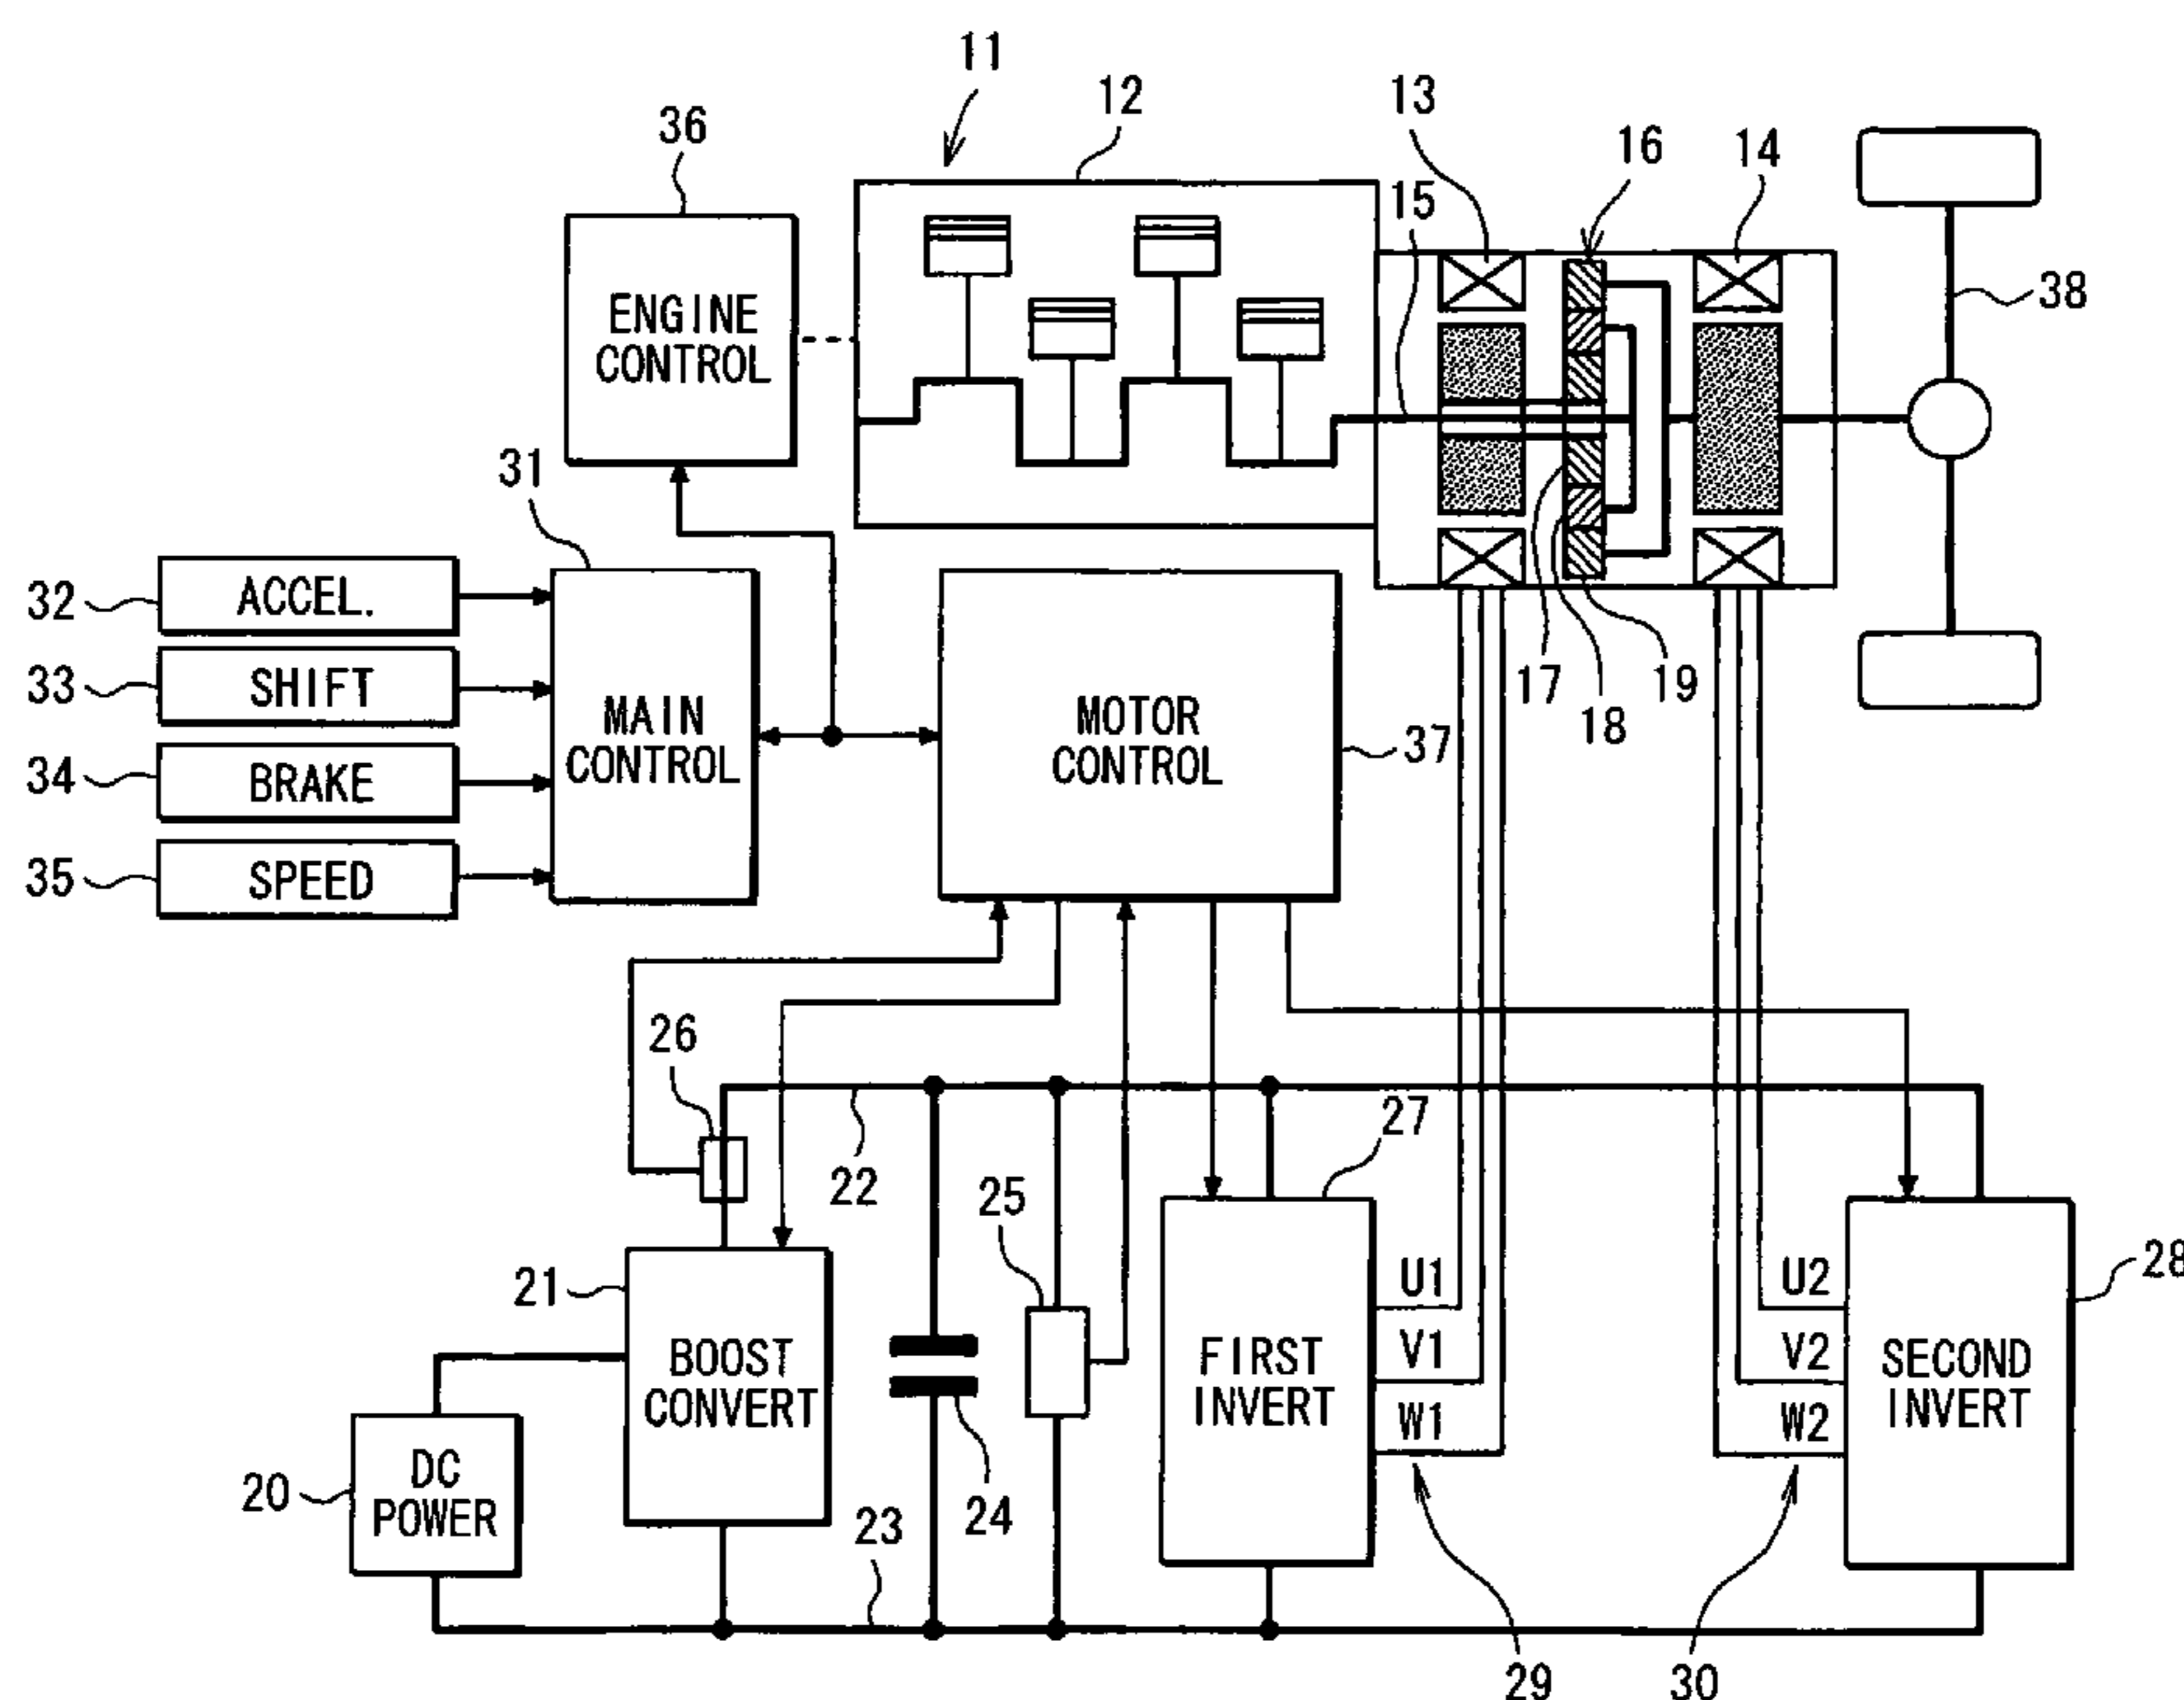 11
12
13
36
16
14
15
38
ENGINE
CONTROL
31
32
ACCEL.
33
SHIFT
34
BRAKE
35
SPEED
MAIN
CONTROL
MOTOR
CONTROL
37
17
18
19
26
22
27
25
21
28
BOOST
CONVERT
U1
V1
W1
FIRST
INVERT
U2
V2
W2
SECOND
INVERT
20
DC
POWER
23
24
29
30